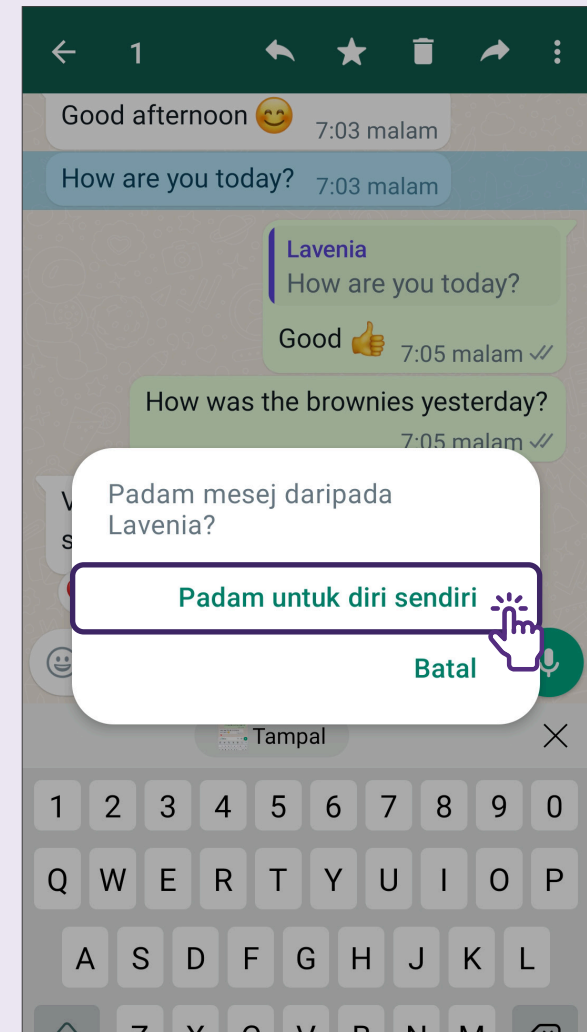 1
Good afternoon 😊 7:03 malam
How are you today? 7:03 malam
Lavenia
How are you today?
Good 👍 7:05 malam
How was the brownies yesterday?
7:05 malam
Padam mesej daripada
Lavenia?
Padam untuk diri sendiri
Batal
Tampal
1 2 3 4 5 6 7 8 9 0
Q W E R T Y U I O P
A S D F G H J K L
Z X C V B N M